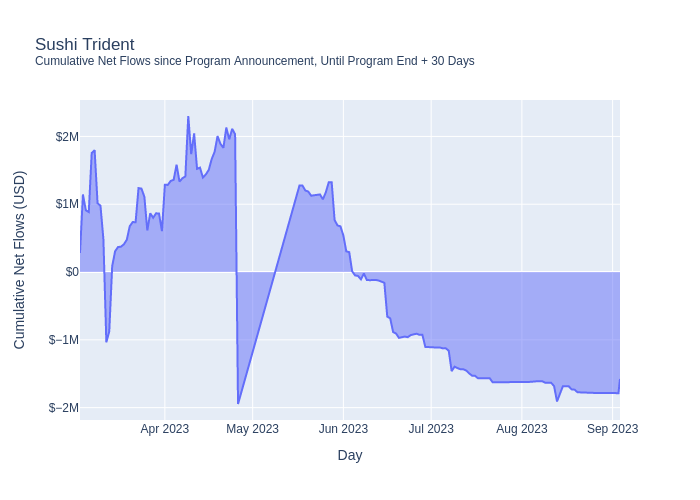 Sushi Trident
Cumulative Net Flows since Program Announcement, Until Program End + 30 Days
Cumulative Net Flows (USD)
$2M
$1M
$0
$−1M
$−2M
Apr 2023
May 2023
Jun 2023
Jul 2023
Aug 2023
Sep 2023
Day